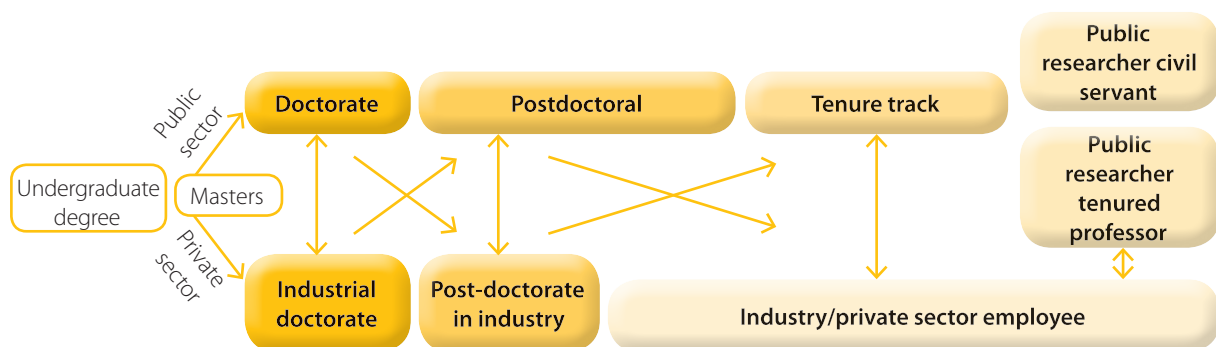 Public
researcher civil
servant
Doctorate
Postdoctoral
Tenure track
Public
sector
Undergraduate
degree
Masters
Private
sector
Public
researcher
tenured
professor
Industrial
doctorate
Post-doctorate
in industry
Industry/private sector employee